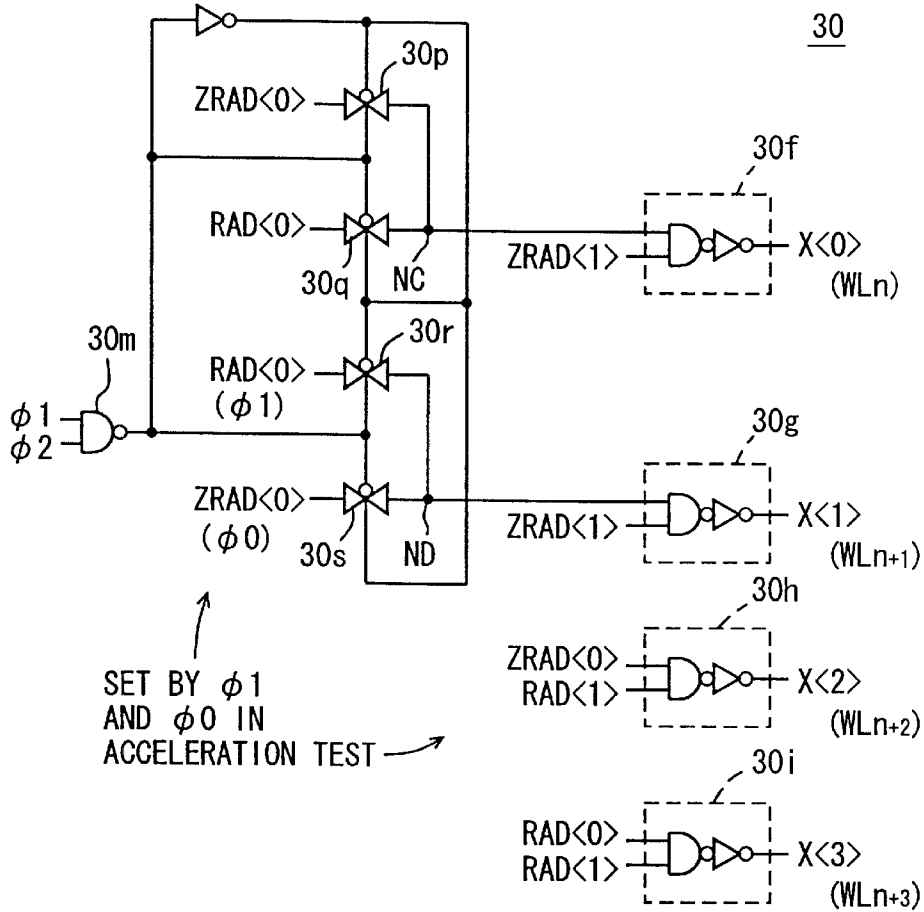 30
30p
ZRAD<0>
30f
RAD<0>
X<0>
ZRAD<1>
30q
NC
(WLn)
30m
30r
RAD<0>
(φ1)
φ1
φ2
30g
ZRAD<0>
X<1>
(φ0)
ZRAD<1>
30s
ND
(WLn+1)
30h
ZRAD<0>
SET BY φ1
RAD<1>
X<2>
AND φ0 IN
(WLn+2)
ACCELERATION TEST
30i
RAD<0>
X<3>
RAD<1>
(WLn+3)